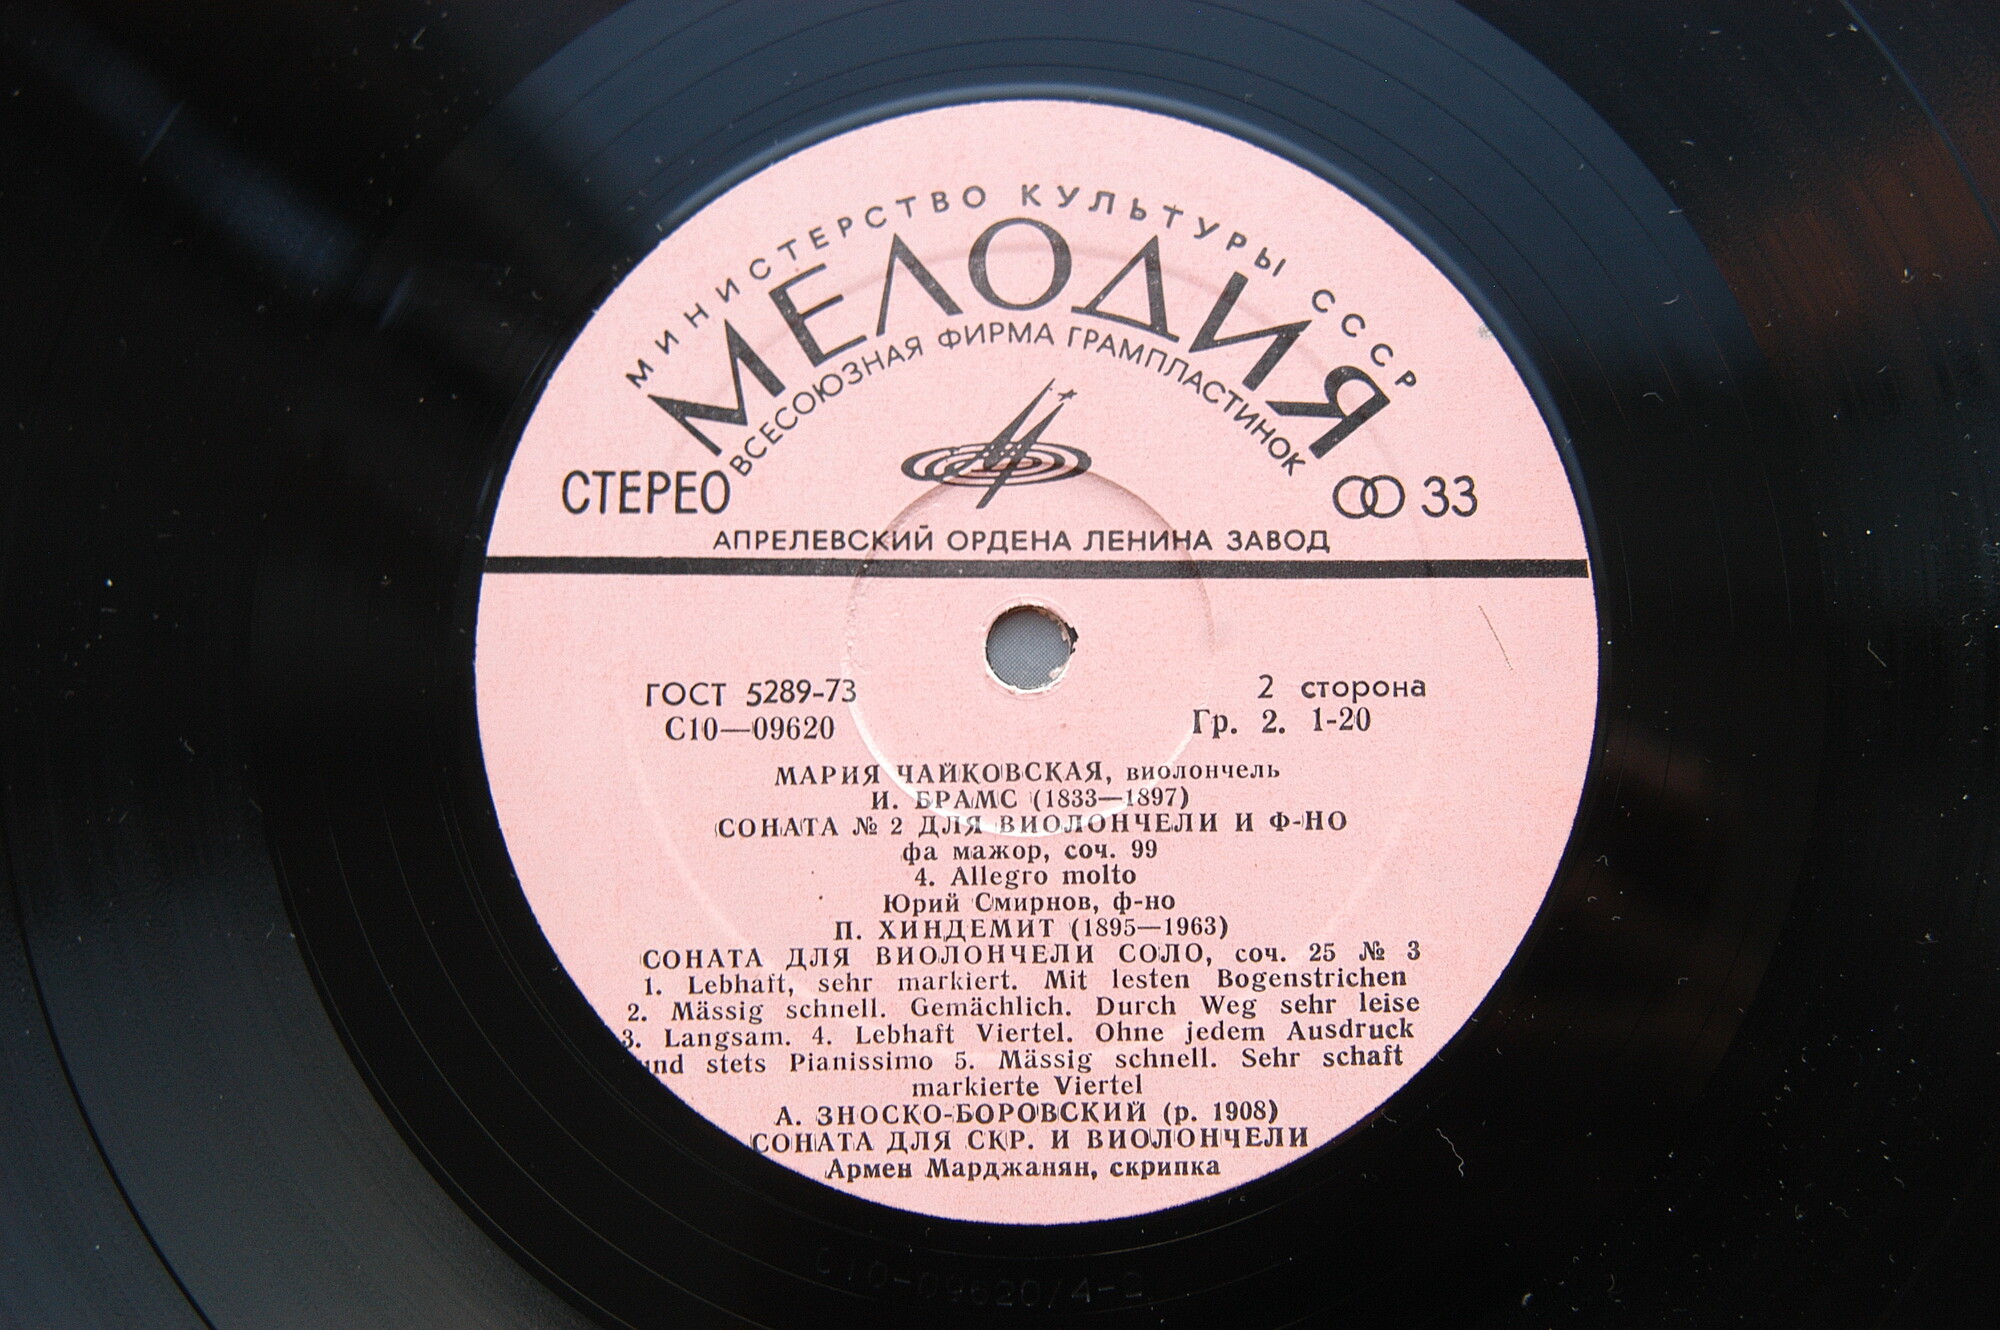 МИНИСТЕРСТВО КУЛЬТУРЫ СССР
МЕЛОДИЯ
ВСЕСОЮЗНАЯ ФИРМА ГРАМПЛАСТИНОК
СТЕРЕО
33
АПРЕЛЕВСКИЙ ОРДЕНА ЛЕНИНА ЗАВОД
ГОСТ 5289-73
2 сторона
С10—09620
Гр. 2. 1-20
МАРИЯ ЧАЙКОВСКАЯ, виолончель
И. БРАМС (1833—1897)
СОНАТА № 2 ДЛЯ ВИОЛОНЧЕЛИ И Ф-НО
фа мажор, соч. 99
4. Allegro molto
Юрий Смирнов, ф-но
П. ХИНДЕМИТ (1895—1963)
СОНАТА ДЛЯ ВИОЛОНЧЕЛИ СОЛО, соч. 25 № 3
1. Lebhaft, sehr markiert. Mit lesten Bogenstrichen
2. Mässig schnell. Gemächlich. Durch Weg sehr leise
3. Langsam. 4. Lebhaft Viertel. Ohne jedem Ausdruck
und stets Pianissimo 5. Mässig schnell. Sehr schaft
markierte Viertel
А. ЗНОСКО-БОРОВСКИЙ (р. 1908)
СОНАТА ДЛЯ СКР. И ВИОЛОНЧЕЛИ
Армен Марджанян, скрипка
С10-09620/4-2